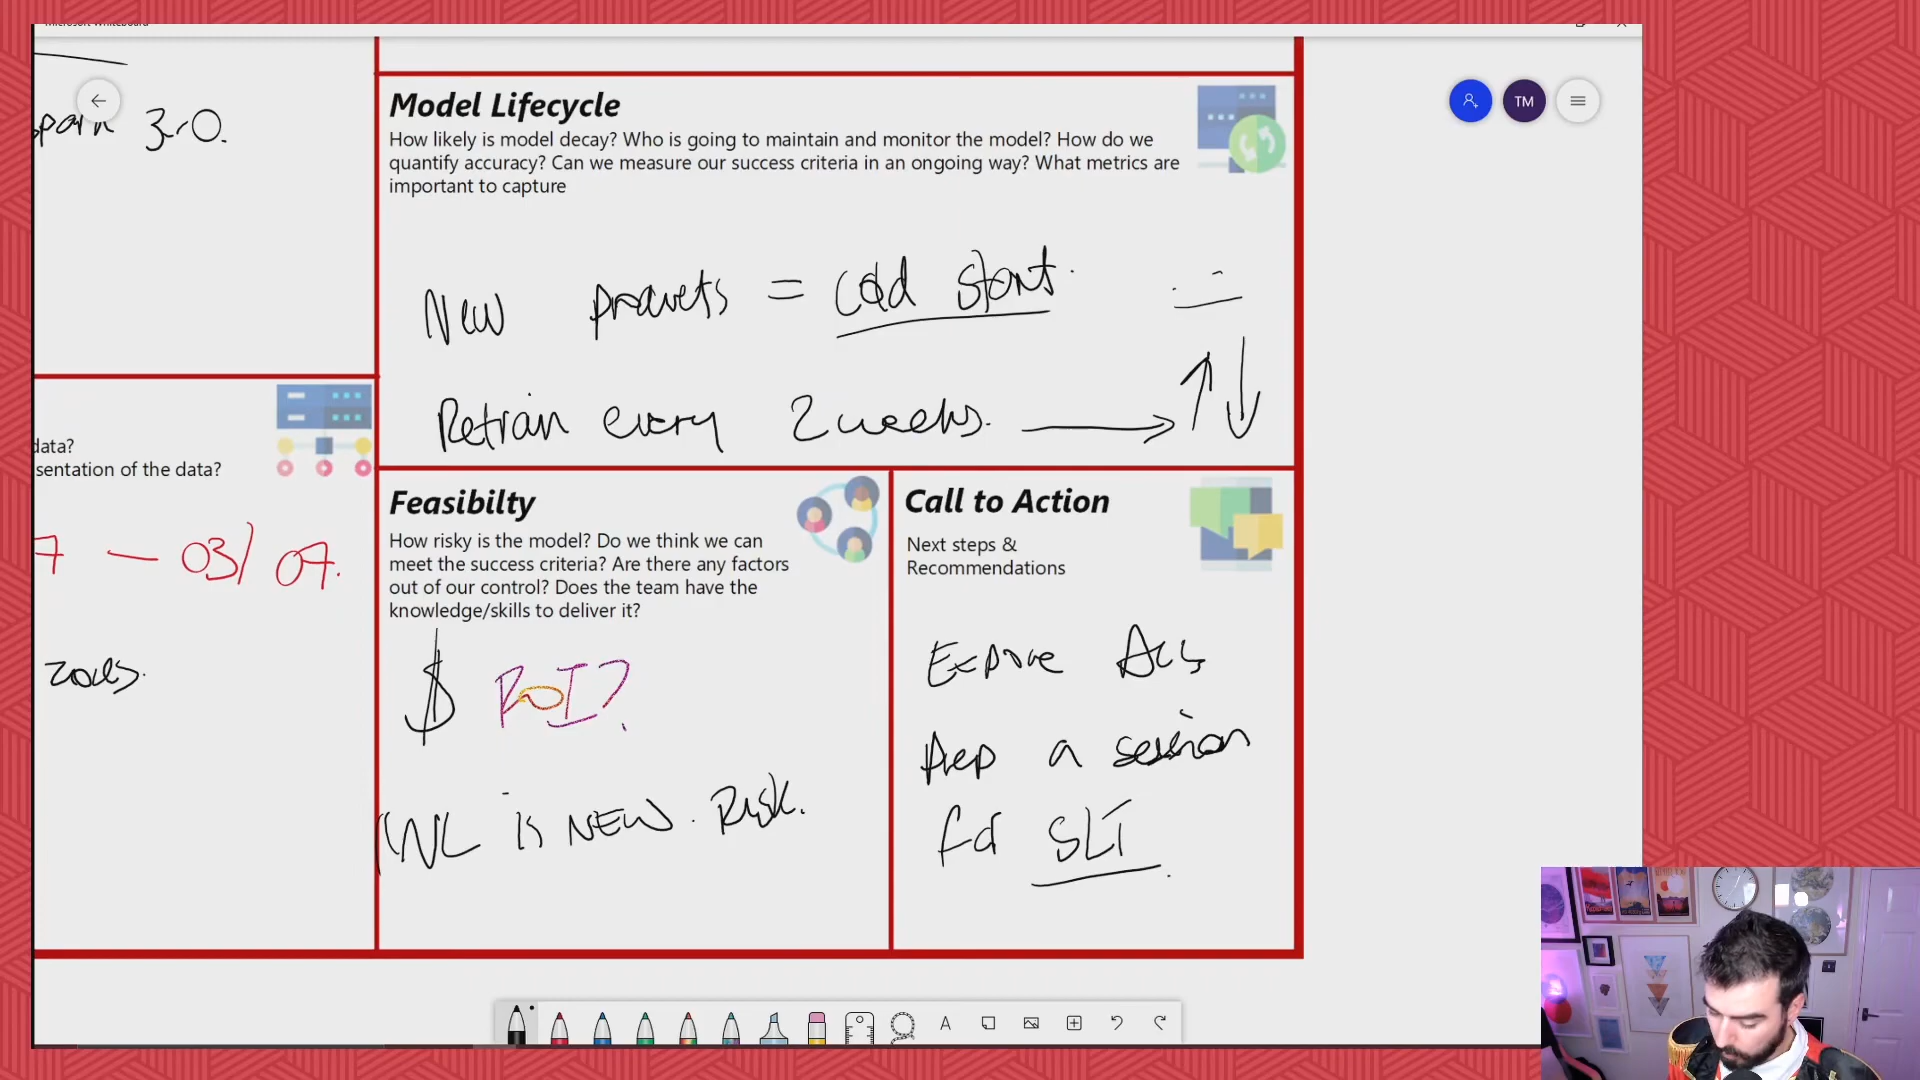 Microsoft Whiteboard
3.0.
TM
Model Lifecycle
How likely is model decay? Who is going to maintain and monitor the model? How do we
quantify accuracy? Can we measure our success criteria in an ongoing way? What metrics are
important to capture
New products = cold start.
Retrain every 2 weeks.
data?
sentation of the data?
7 — 03/07.
Feasibilty
How risky is the model? Do we think we can
meet the success criteria? Are there any factors
out of our control? Does the team have the
knowledge/skills to deliver it?
$ ROI?
is NEW. Risk.
Call to Action
Next steps &
Recommendations
Explore
Prep a session
for SLT.
A